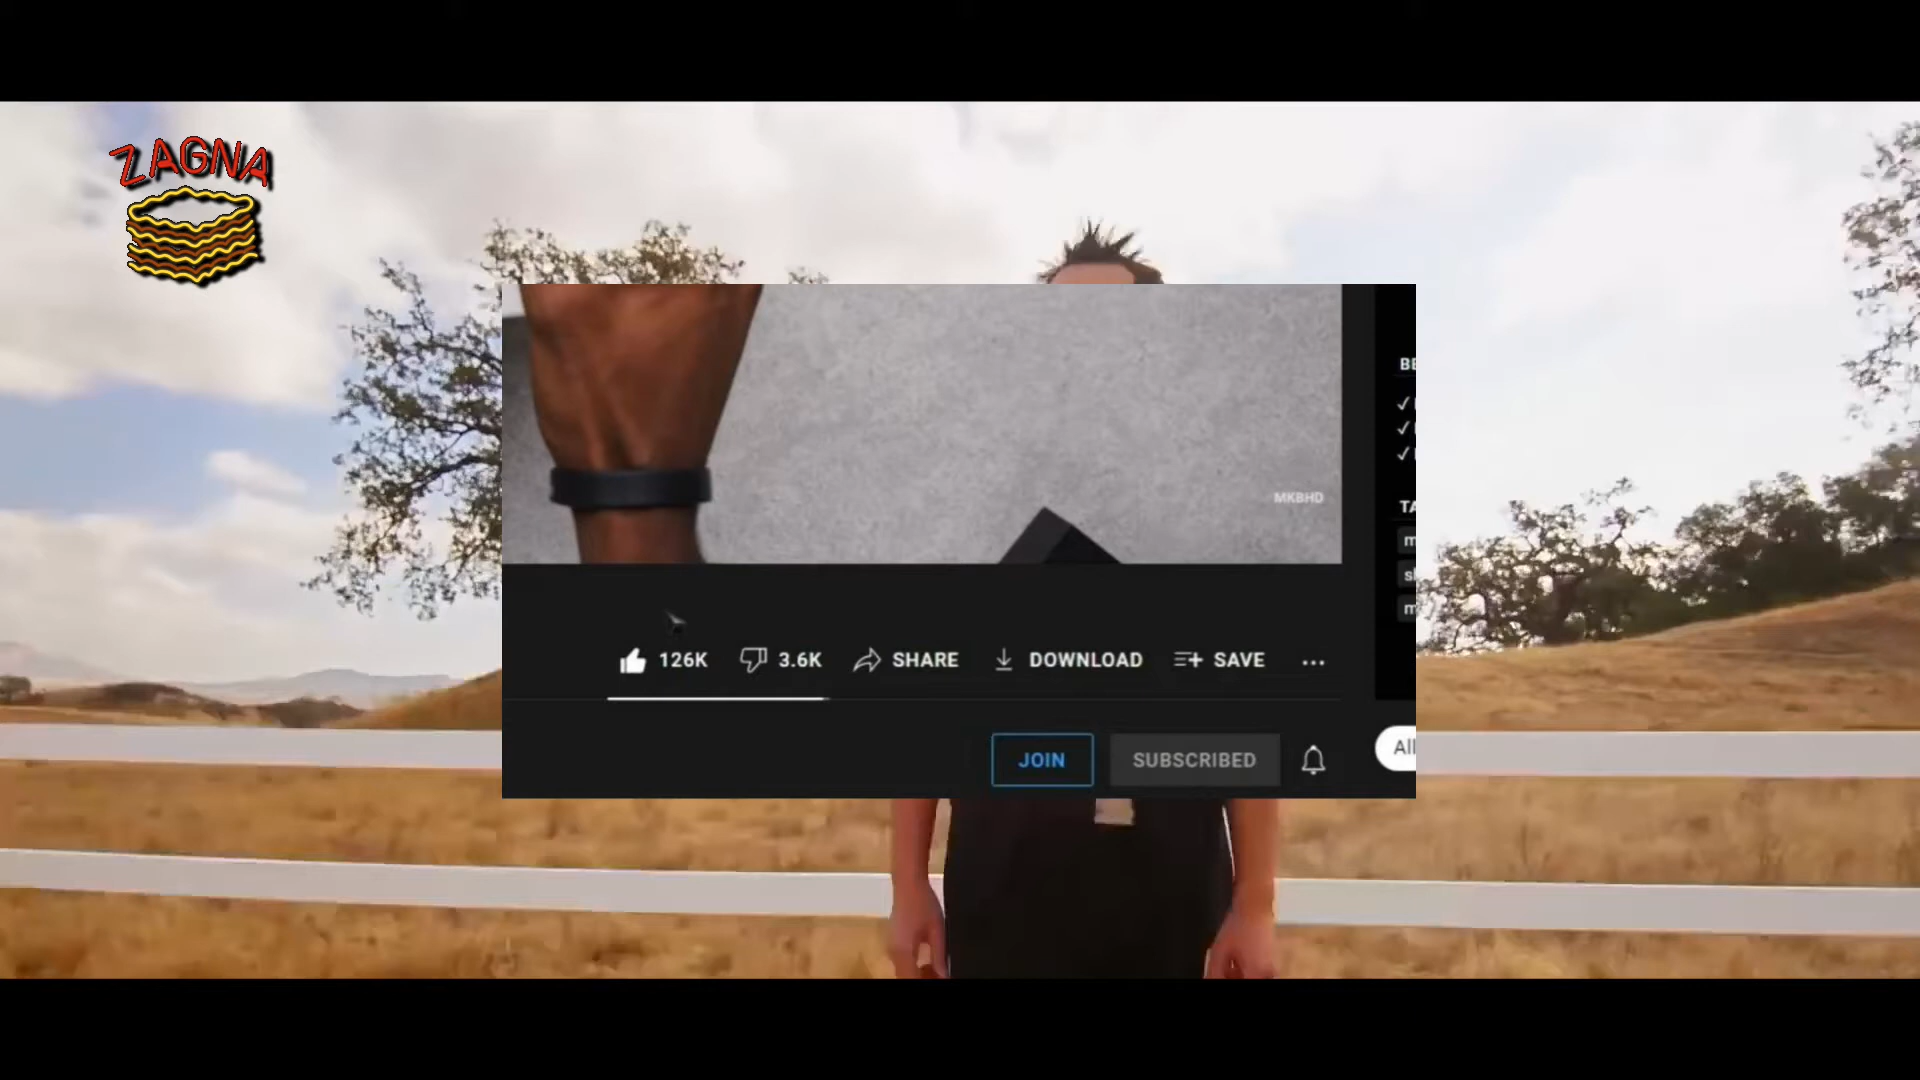 ZAGNA
MKBHD
126K 3.6K SHARE DOWNLOAD SAVE ...
JOIN SUBSCRIBED
All